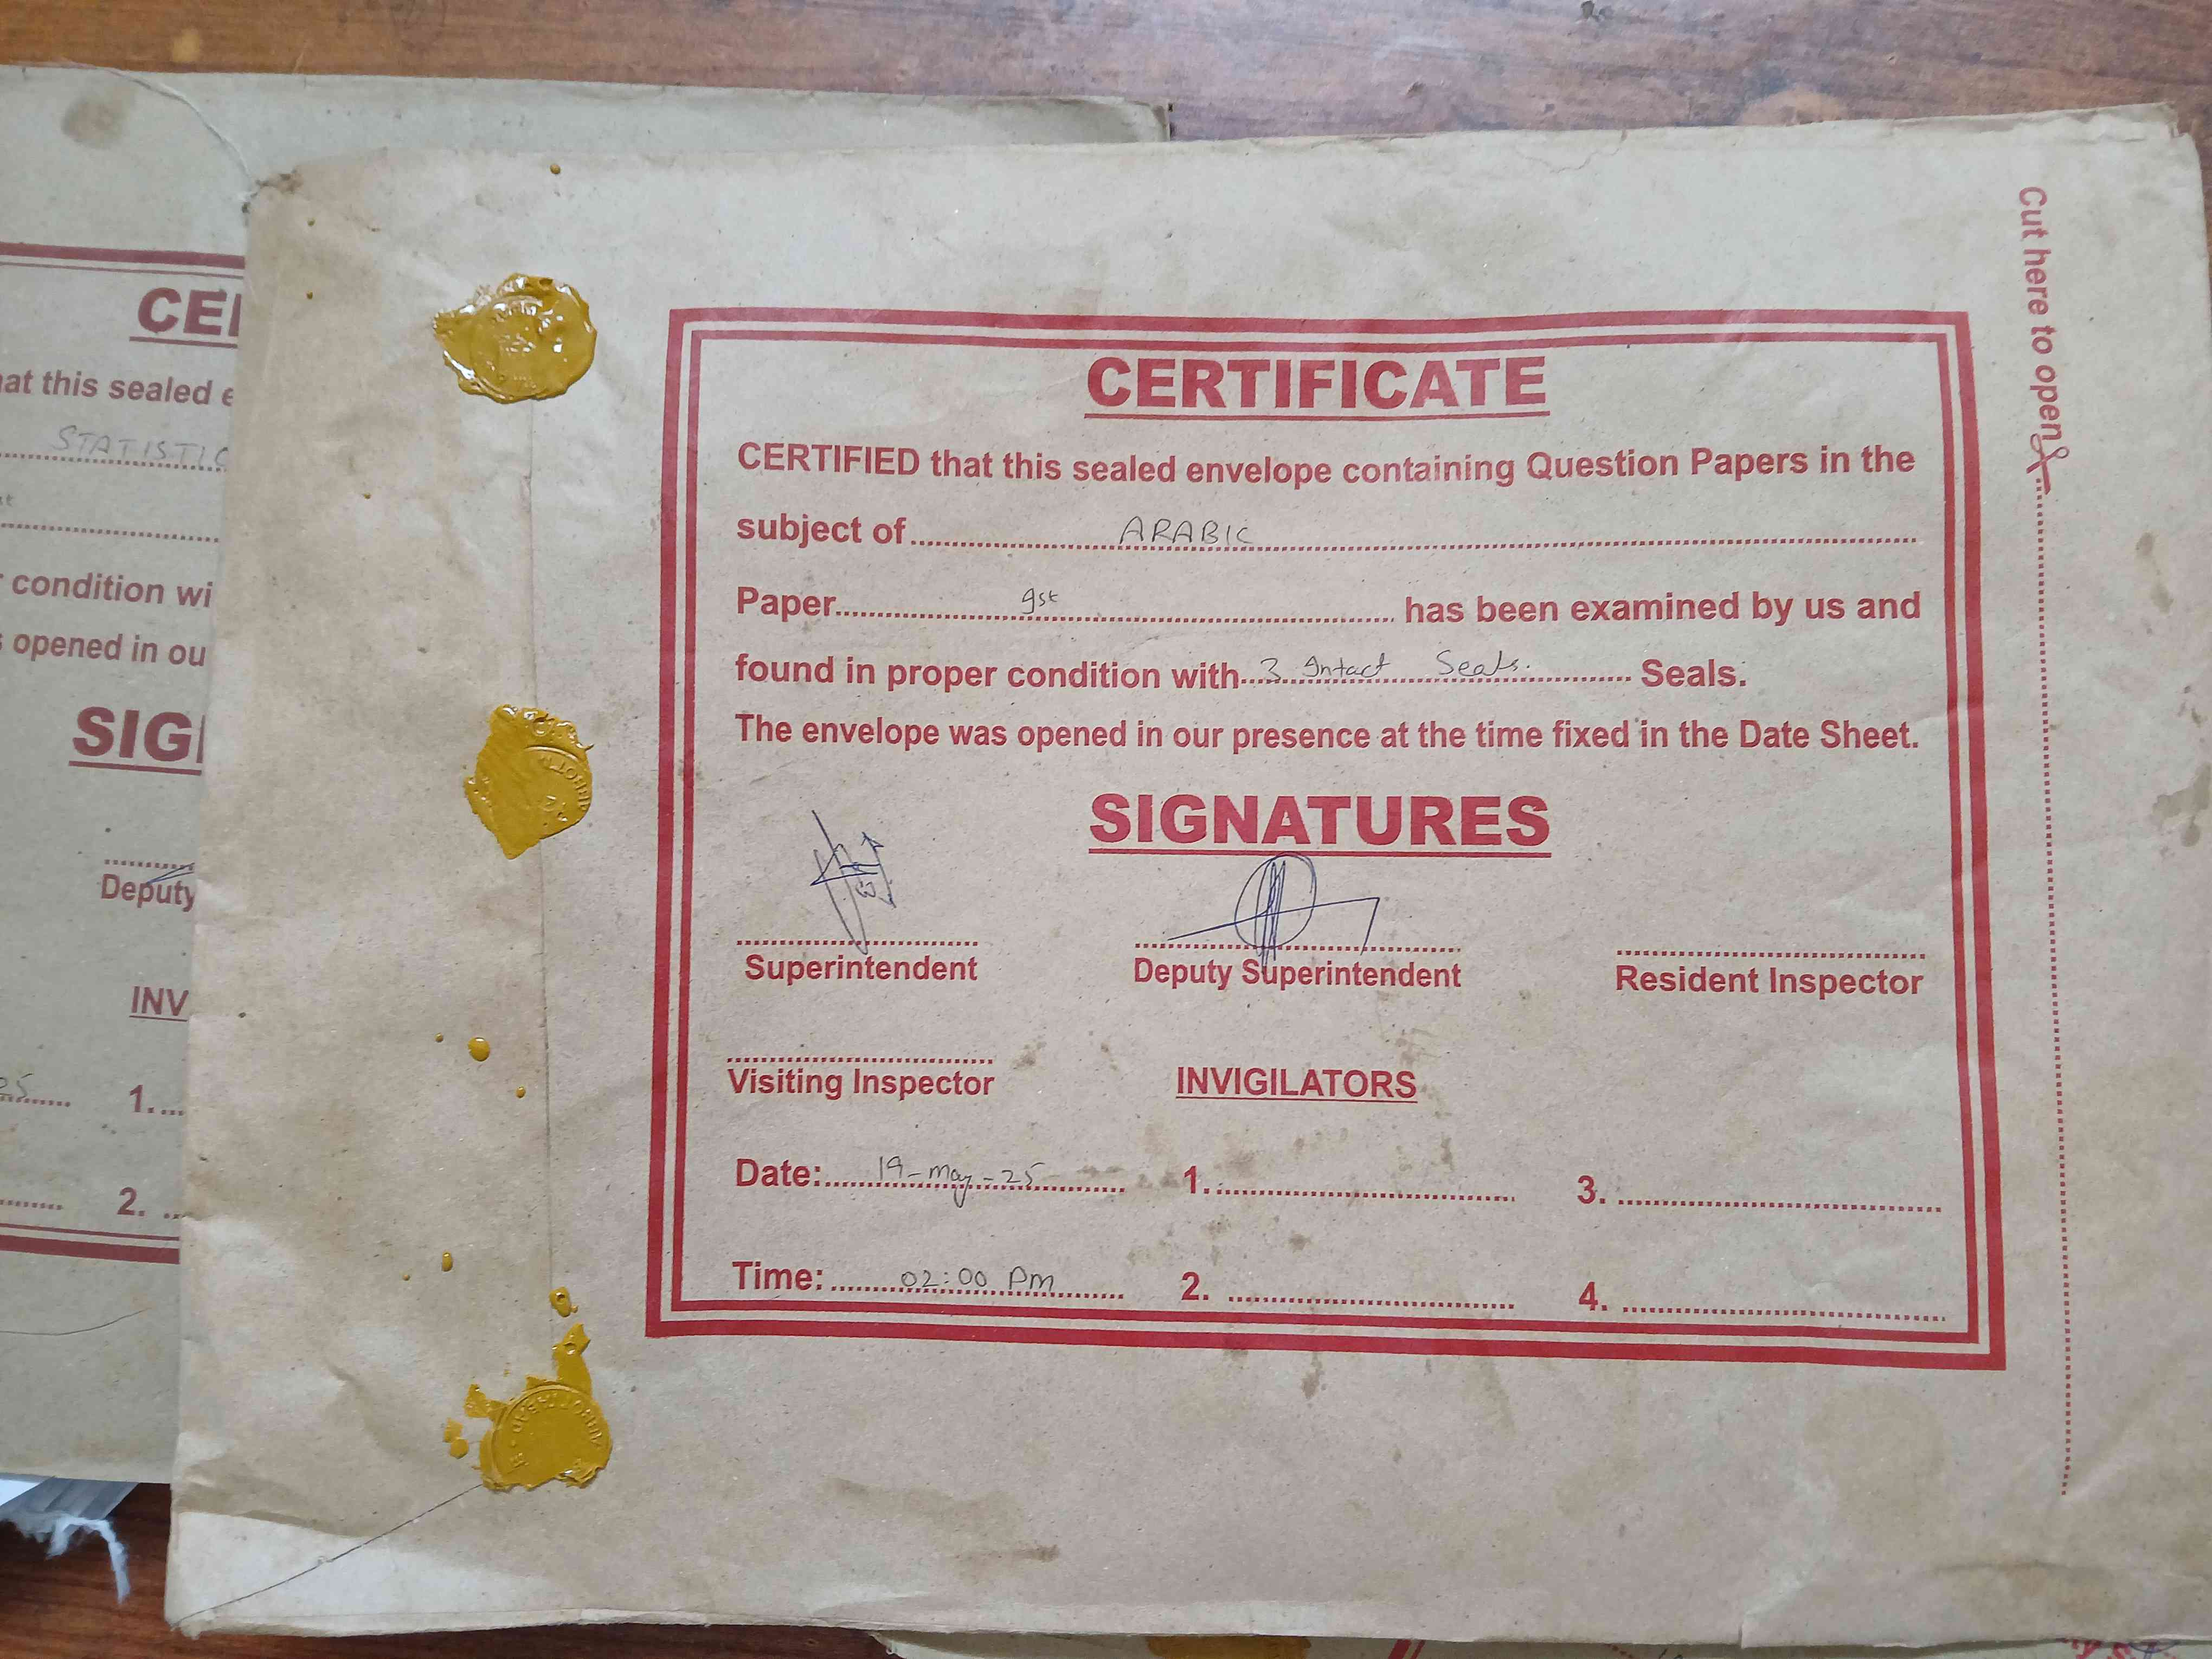 CERTIFICATE
CERTIFIED that this sealed envelope containing Question Papers in the
subject of ARABIC
Paper 1st has been examined by us and
found in proper condition with 3 Intact Seals. Seals.
The envelope was opened in our presence at the time fixed in the Date Sheet.
SIGNATURES
Superintendent Deputy Superintendent Resident Inspector
Visiting Inspector INVIGILATORS
Date: 19-may-25 1. 3.
Time: 02:00 Pm 2. 4.
Cut here to open
CE
at this sealed e
STATISTIC
condition wi
opened in ou
SIG
Deputy
INV
25 1.
2.